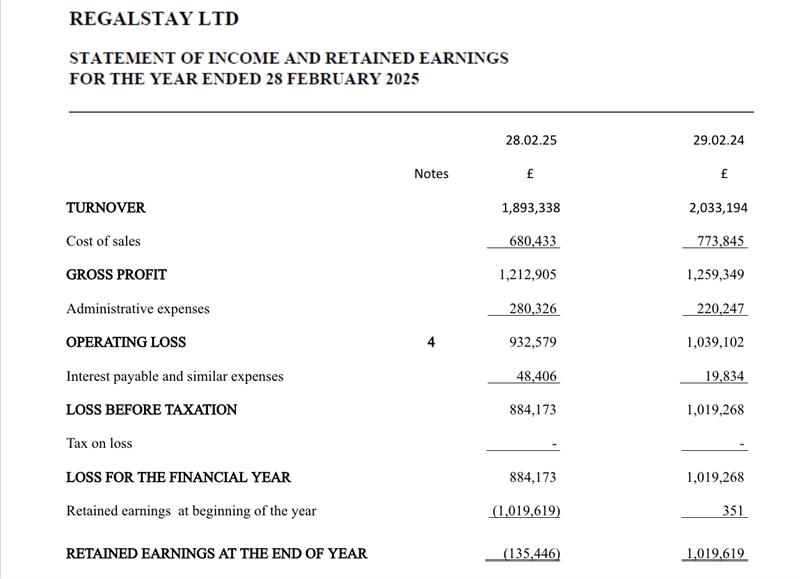 REGALSTAY LTD
STATEMENT OF INCOME AND RETAINED EARNINGS
FOR THE YEAR ENDED 28 FEBRUARY 2025
28.02.25 29.02.24
Notes £ £
TURNOVER 1,893,338 2,033,194
Cost of sales 680,433 773,845
GROSS PROFIT 1,212,905 1,259,349
Administrative expenses 280,326 220,247
OPERATING LOSS 4 932,579 1,039,102
Interest payable and similar expenses 48,406 19,834
LOSS BEFORE TAXATION 884,173 1,019,268
Tax on loss - -
LOSS FOR THE FINANCIAL YEAR 884,173 1,019,268
Retained earnings at beginning of the year (1,019,619) 351
RETAINED EARNINGS AT THE END OF YEAR (135,446) 1,019,619